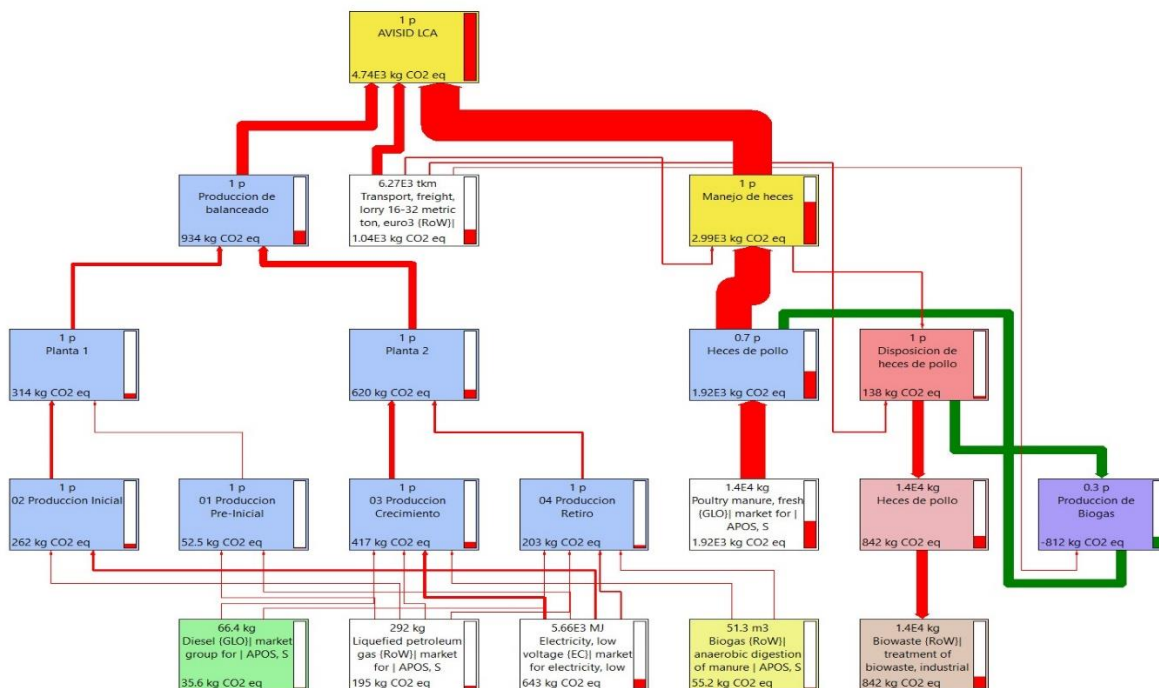 1 p
AVISID LCA
4.74E3 kg CO2 eq
1 p
Produccion de
balanceado
934 kg CO2 eq
6.27E3 tkm
Transport, freight,
lorry 16-32 metric
ton, euro3 {RoW}|
1.04E3 kg CO2 eq
1 p
Manejo de heces
2.99E3 kg CO2 eq
1 p
Planta 1
314 kg CO2 eq
1 p
Planta 2
620 kg CO2 eq
0.7 p
Heces de pollo
1.92E3 kg CO2 eq
1 p
Disposicion de
heces de pollo
138 kg CO2 eq
1 p
02 Produccion Inicial
262 kg CO2 eq
1 p
01 Produccion
Pre-Inicial
52.5 kg CO2 eq
1 p
03 Produccion
Crecimiento
417 kg CO2 eq
1 p
04 Produccion
Retiro
203 kg CO2 eq
1.4E4 kg
Poultry manure, fresh
{GLO}| market for |
APOS, S
1.92E3 kg CO2 eq
1.4E4 kg
Heces de pollo
842 kg CO2 eq
0.3 p
Produccion de
Biogas
-812 kg CO2 eq
66.4 kg
Diesel {GLO}| market
group for | APOS, S
35.6 kg CO2 eq
292 kg
Liquefied petroleum
gas {RoW}| market
for | APOS, S
195 kg CO2 eq
5.66E3 MJ
Electricity, low
voltage {EC}| market
for electricity, low
643 kg CO2 eq
51.3 m3
Biogas {RoW}|
anaerobic digestion
of manure | APOS, S
55.2 kg CO2 eq
1.4E4 kg
Biowaste {RoW}|
treatment of
biowaste, industrial
842 kg CO2 eq